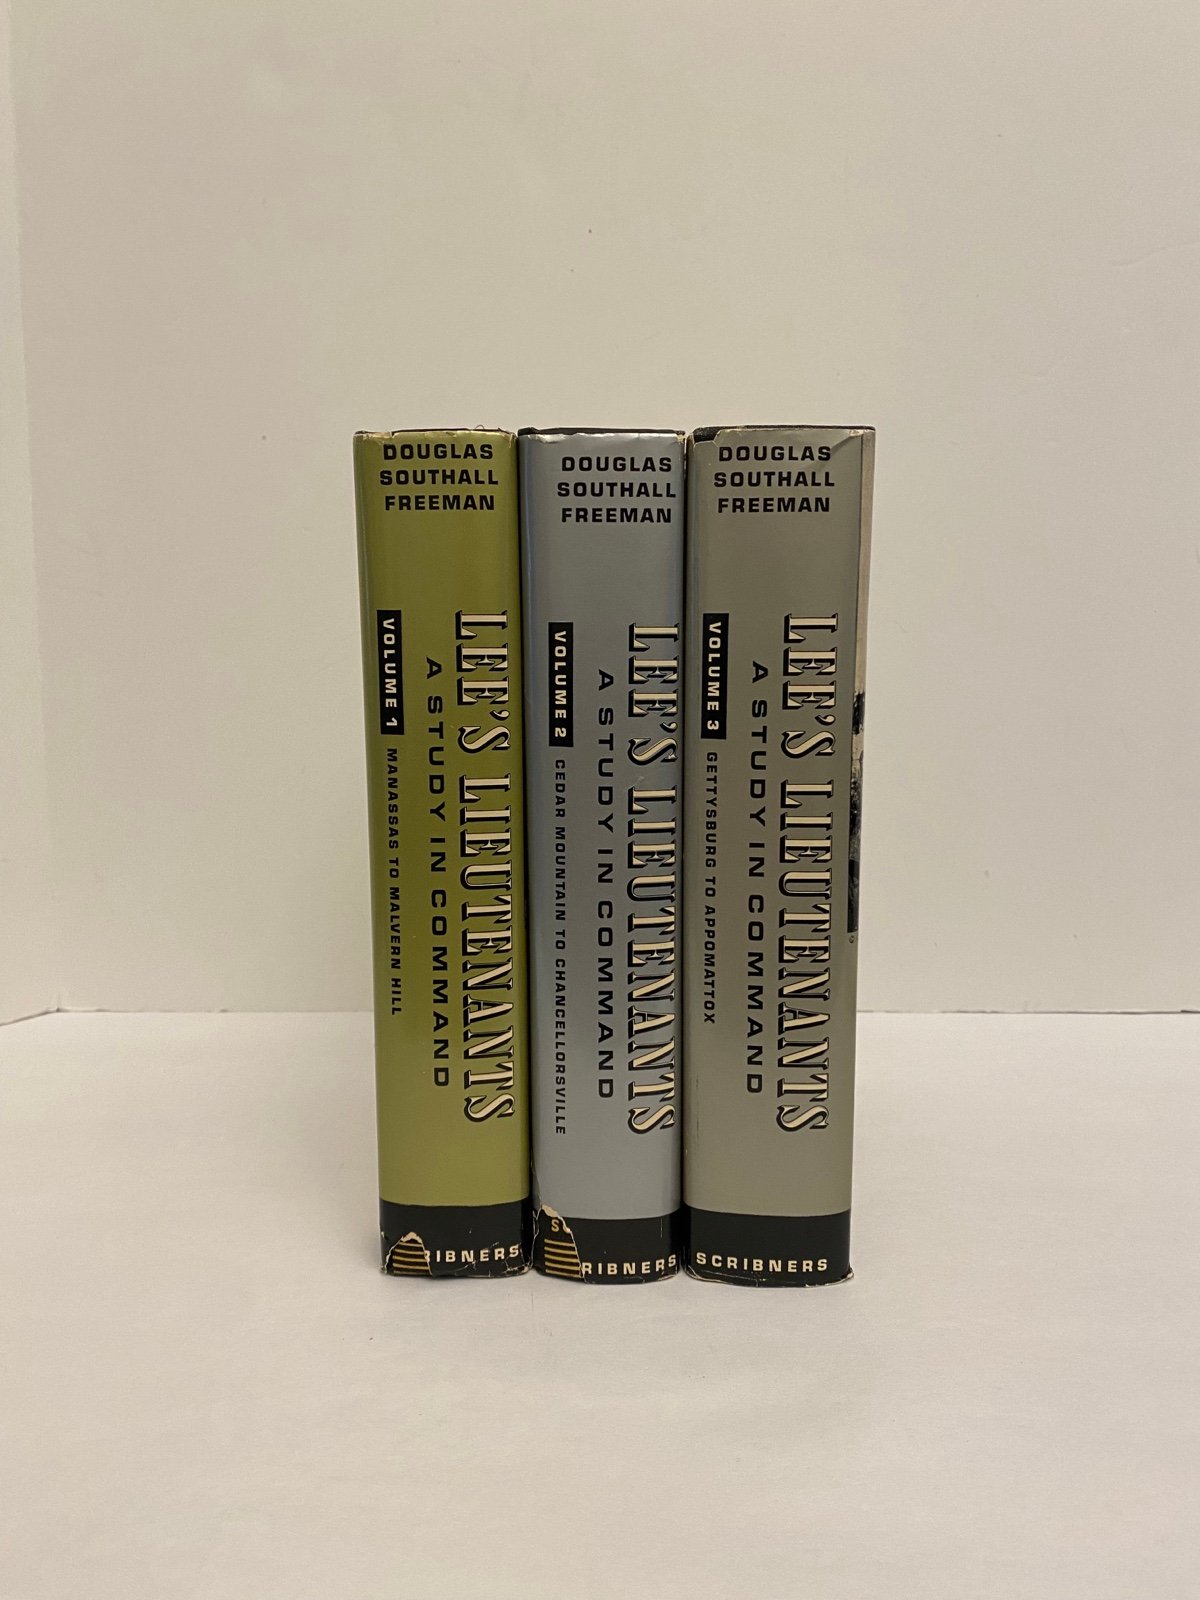 DOUGLAS
SOUTHALL
FREEMAN
LEE'S LIEUTENANTS
A STUDY IN COMMAND
VOLUME 1 MANASSAS TO MALVERN HILL
RIBNERS
DOUGLAS
SOUTHALL
FREEMAN
LEE'S LIEUTENANTS
A STUDY IN COMMAND
VOLUME 2 CEDAR MOUNTAIN TO CHANCELLORSVILLE
S
RIBNERS
DOUGLAS
SOUTHALL
FREEMAN
LEE'S LIEUTENANTS
A STUDY IN COMMAND
VOLUME 3 GETTYSBURG TO APPOMATTOX
SCRIBNERS